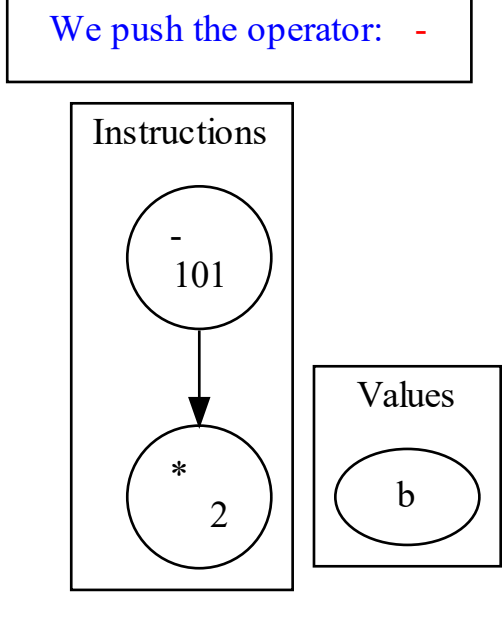 We push the operator: -
Instructions
-
101
Values
*
2
b